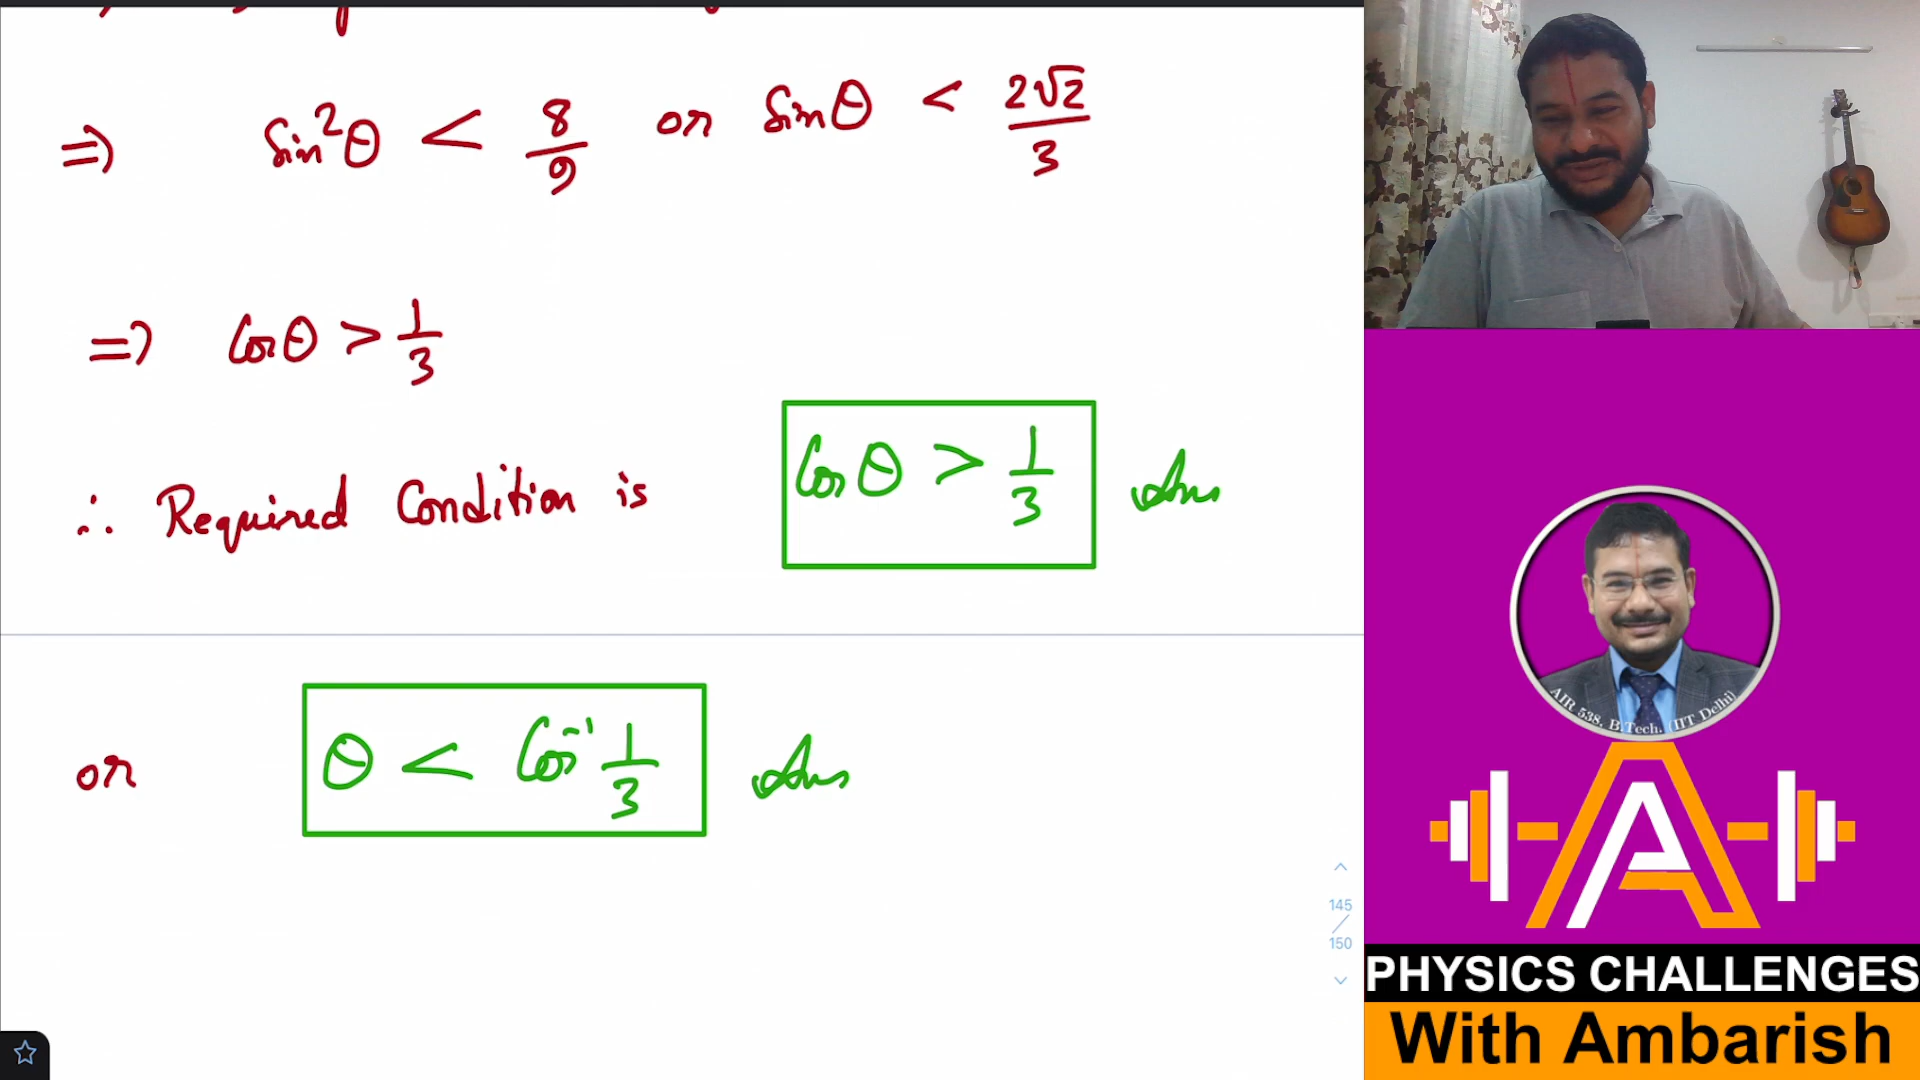 ⇒ sin²θ < 8/9 or sinθ < 2√2/3
⇒ cosθ > 1/3
∴ Required Condition is cosθ > 1/3 Ans
or θ < cos⁻¹ 1/3 Ans
145
/
150
AIR 538, B.Tech. (IIT Delhi)
A
PHYSICS CHALLENGES
With Ambarish